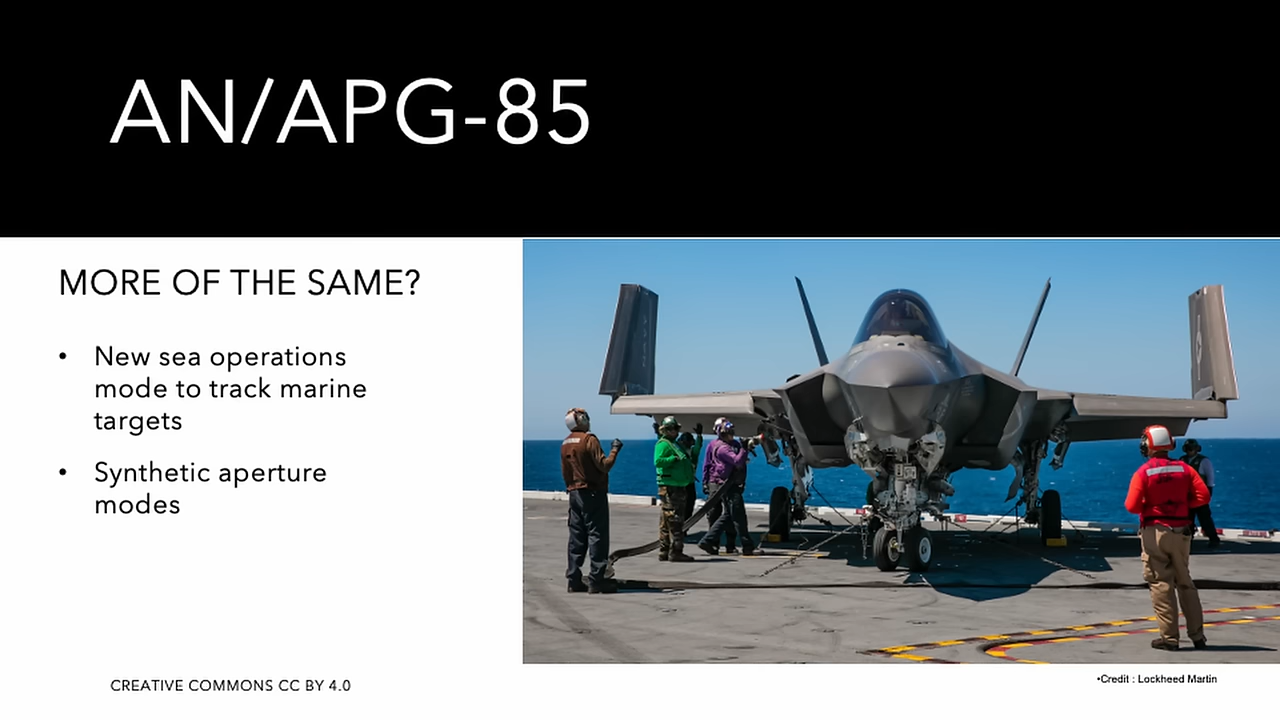 AN/APG-85
MORE OF THE SAME?
• New sea operations
mode to track marine
targets
• Synthetic aperture
modes
CREATIVE COMMONS CC BY 4.0
•Credit : Lockheed Martin